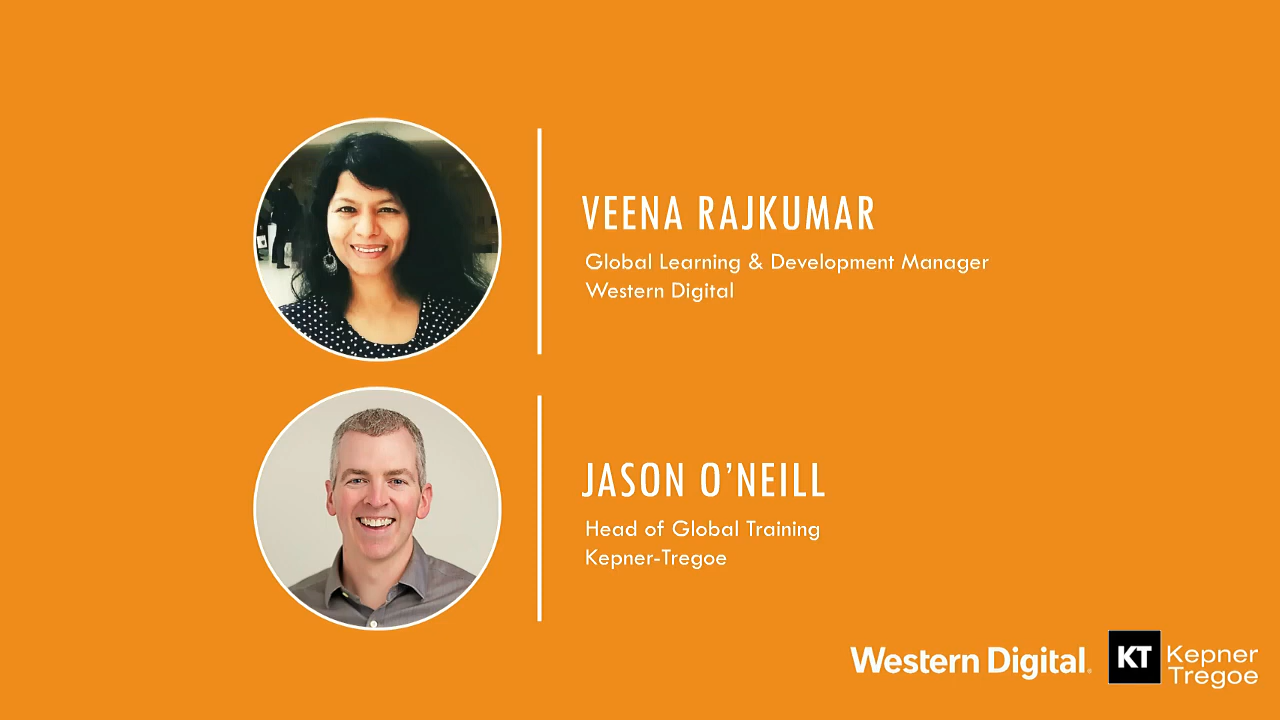 VEENA RAJKUMAR
Global Learning & Development Manager
Western Digital
JASON O’NEILL
Head of Global Training
Kepner-Tregoe
Western Digital.
KT
Kepner
Tregoe